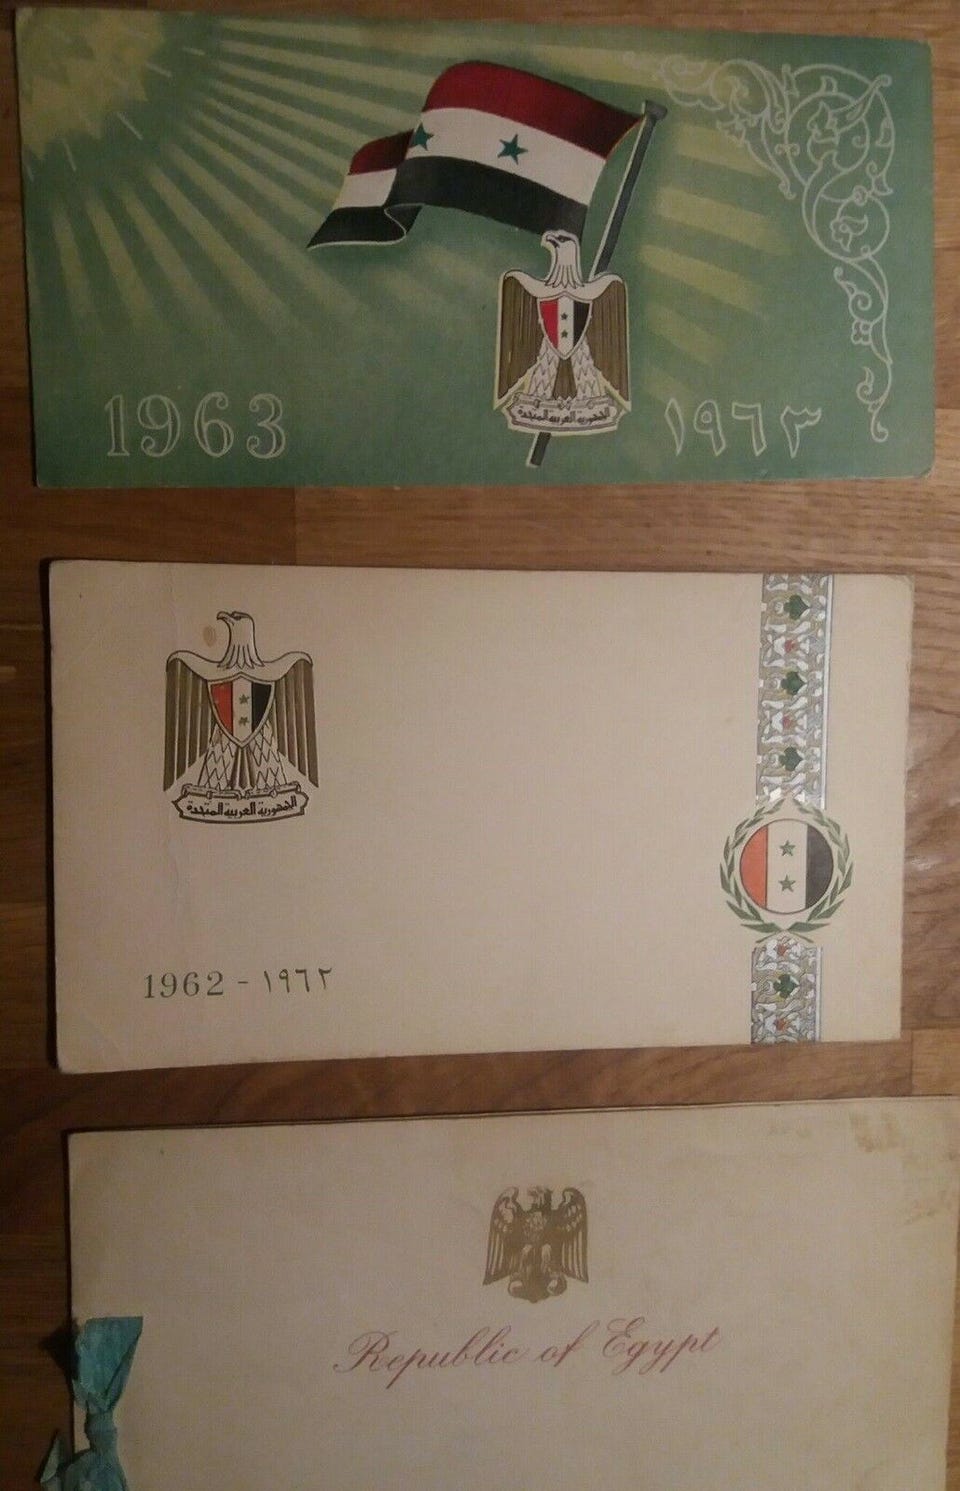 الجمهورية العربية المتحدة
1963
١٩٦٣
الجمهورية العربية المتحدة
1962 - ١٩٦٢
Republic of Egypt